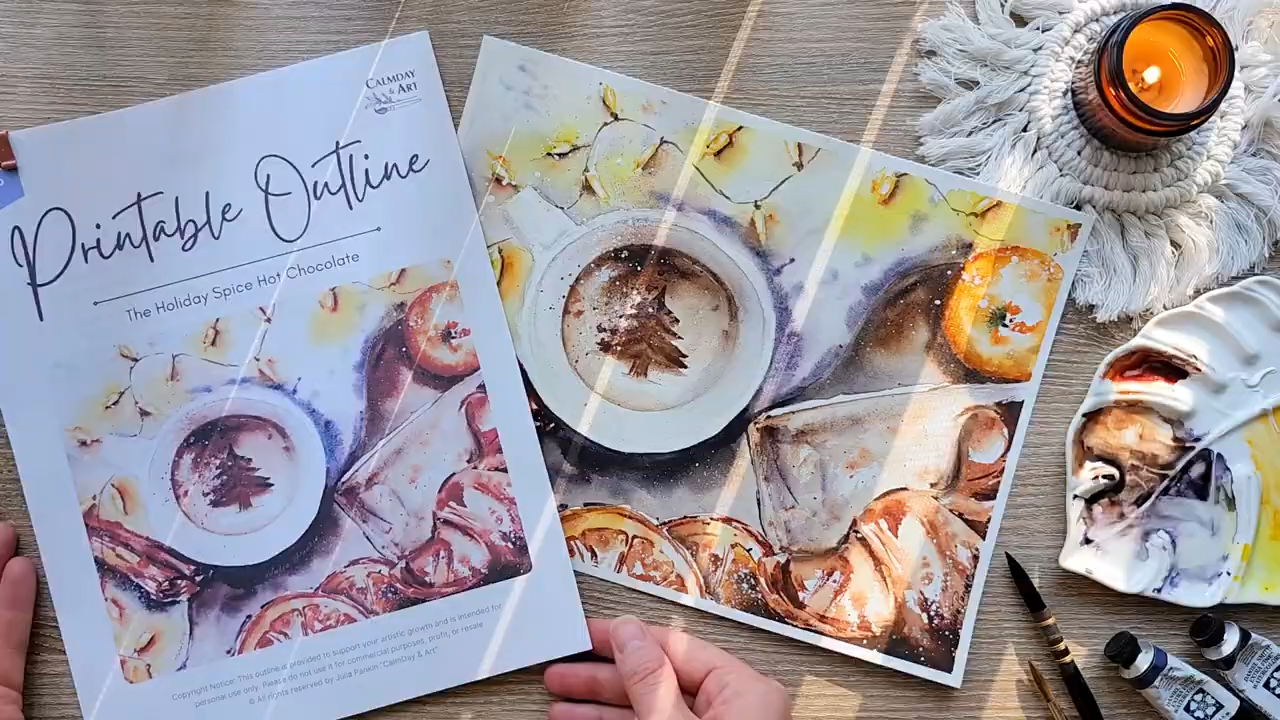 CALMDAY
& ART
Printable Outline
The Holiday Spice Hot Chocolate
Copyright Notice: This outline is provided to support your artistic growth and is intended for
personal use only. Please do not use it for commercial purposes, profit, or resale
© All rights reserved by Julia Pankin "CalmDay & Art"